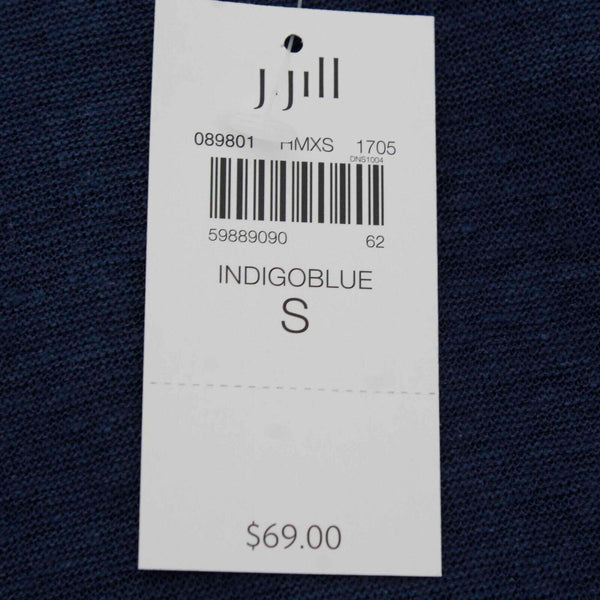 J.Jill
089801 HMXS 1705
DNS1004
59889090 62
INDIGOBLUE
S
$69.00